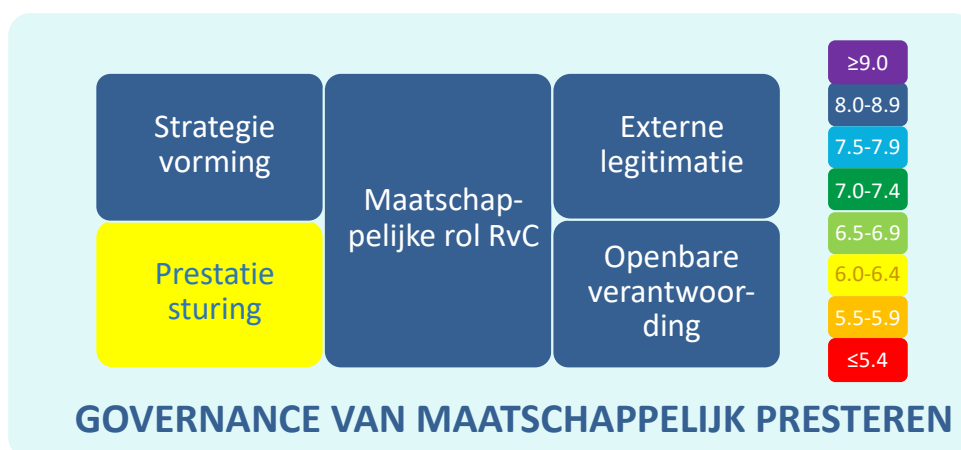 Strategie
vorming
Prestatie
sturing
Maatschap-
pelijke rol RvC
Externe
legitimatie
Openbare
verantwoor-
ding
≥9.0
8.0-8.9
7.5-7.9
7.0-7.4
6.5-6.9
6.0-6.4
5.5-5.9
≤5.4
GOVERNANCE VAN MAATSCHAPPELIJK PRESTEREN